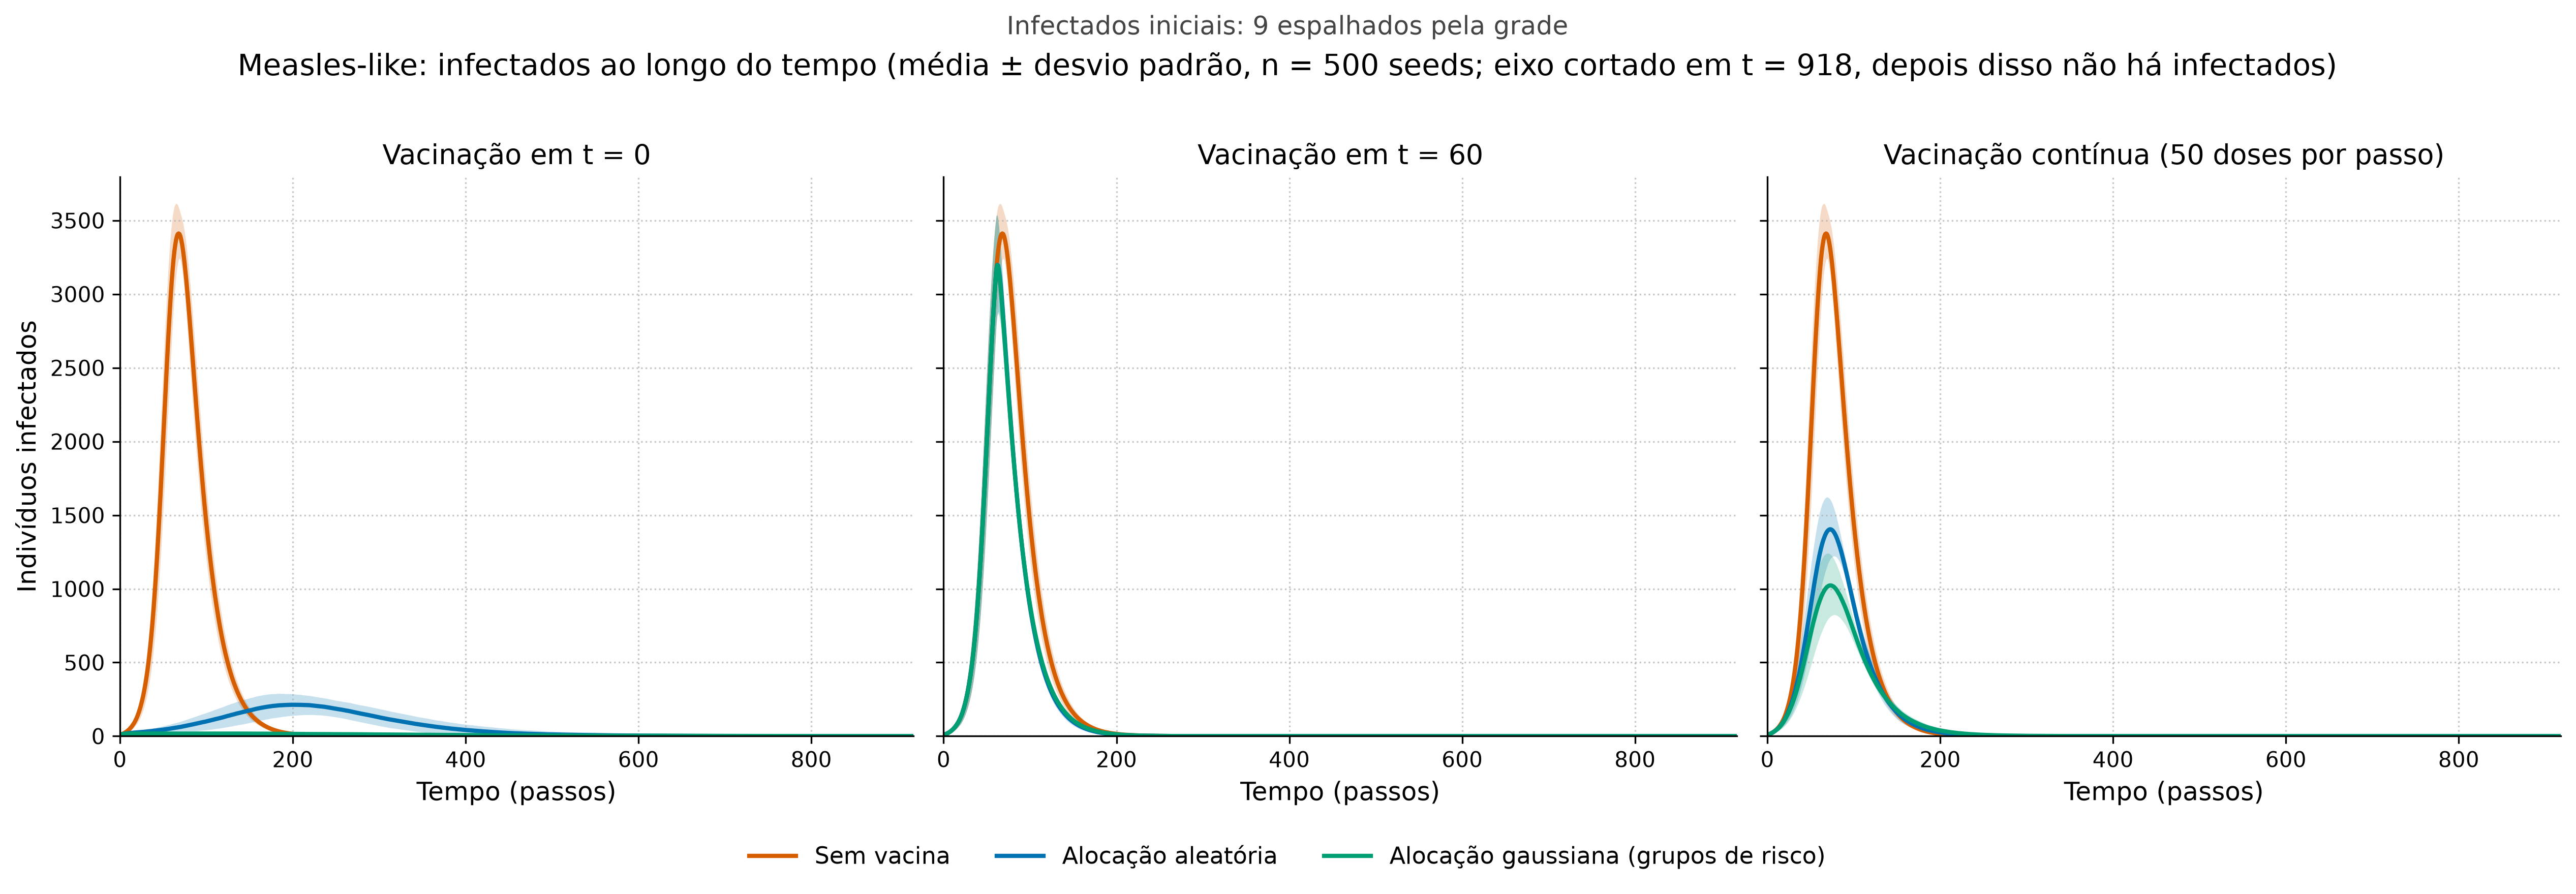 Infectados iniciais: 9 espalhados pela grade
Measles-like: infectados ao longo do tempo (média ± desvio padrão, n = 500 seeds; eixo cortado em t = 918, depois disso não há infectados)
Vacinação em t = 0
Vacinação em t = 60
Vacinação contínua (50 doses por passo)
Indivíduos infectados
3500
3000
2500
2000
1500
1000
500
0
0 200 400 600 800
0 200 400 600 800
0 200 400 600 800
Tempo (passos)
Tempo (passos)
Tempo (passos)
Sem vacina
Alocação aleatória
Alocação gaussiana (grupos de risco)